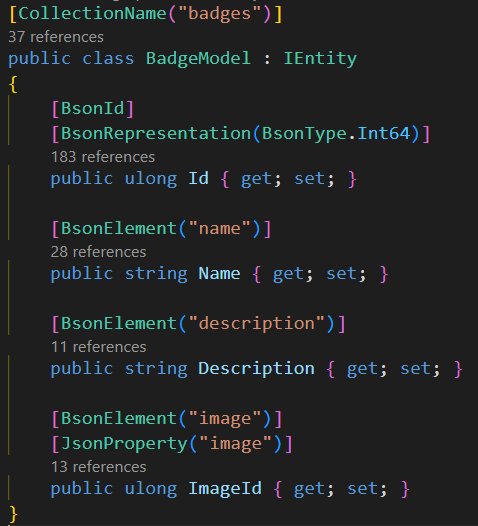 [CollectionName("badges")]
37 references
public class BadgeModel : IEntity
{
[BsonId]
[BsonRepresentation(BsonType.Int64)]
183 references
public ulong Id { get; set; }
[BsonElement("name")]
28 references
public string Name { get; set; }
[BsonElement("description")]
11 references
public string Description { get; set; }
[BsonElement("image")]
[JsonProperty("image")]
13 references
public ulong ImageId { get; set; }
}